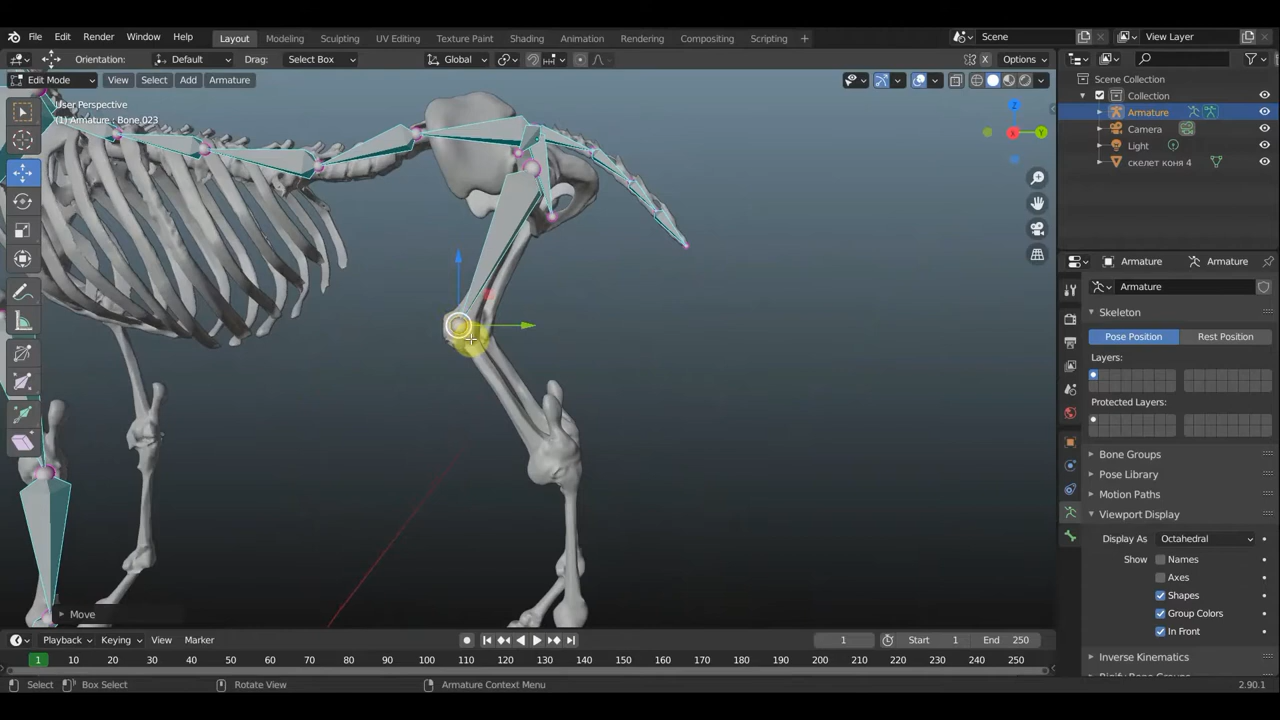 File Edit Render Window Help Layout Modeling Sculpting UV Editing Texture Paint Shading Animation Rendering Compositing Scripting + Scene View Layer
Orientation: Default Drag: Select Box Global Options
Edit Mode View Select Add Armature
User Perspective
(1) Armature : Bone.023
Z
Y
X
Move
Scene Collection
Collection
Armature
Camera
Light
скелет коня 4
Armature Armature
Armature
Skeleton
Pose Position Rest Position
Layers:
Protected Layers:
Bone Groups
Pose Library
Motion Paths
Viewport Display
Display As Octahedral
Show Names
Axes
Shapes
Group Colors
In Front
Inverse Kinematics
Playback Keying View Marker 1 Start 1 End 250
1 10 20 30 40 50 60 70 80 90 100 110 120 130 140 150 160 170 180 190 200 210 220 230 240 250
Select Box Select Rotate View Armature Context Menu 2.90.1